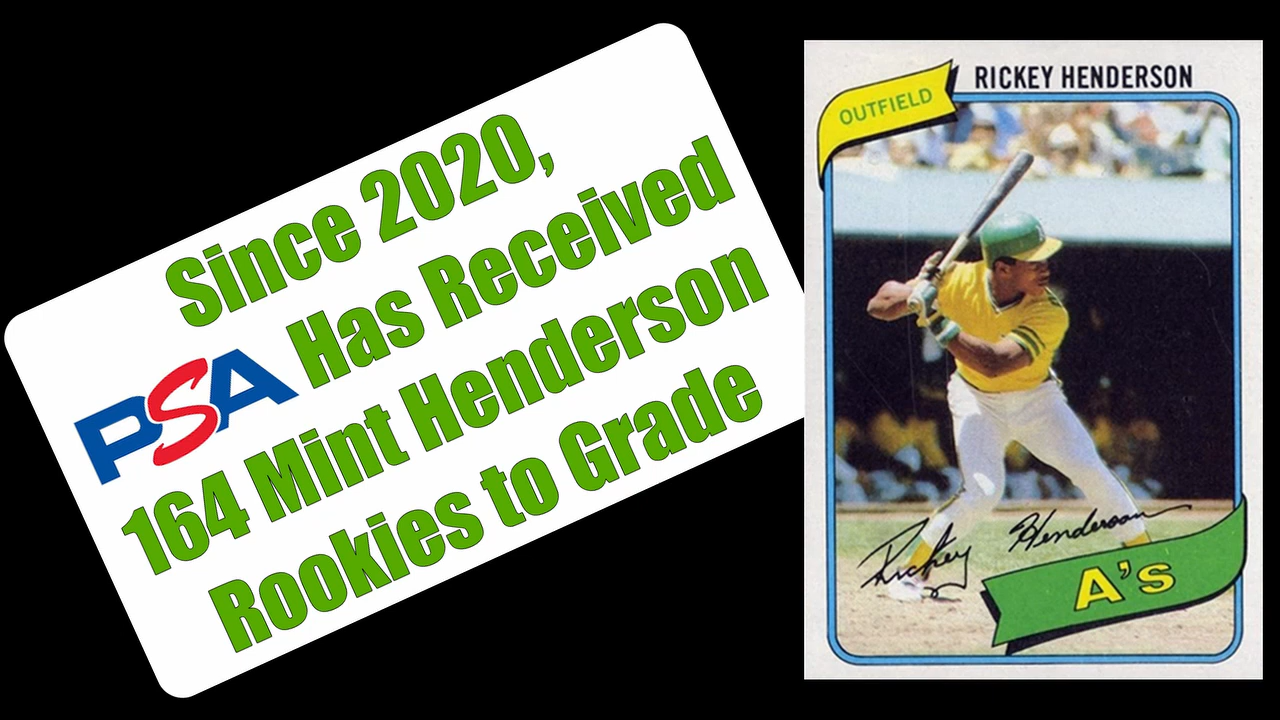 Since 2020,
PSA Has Received
164 Mint Henderson
Rookies to Grade
OUTFIELD
RICKEY HENDERSON
Rickey Henderson
A's